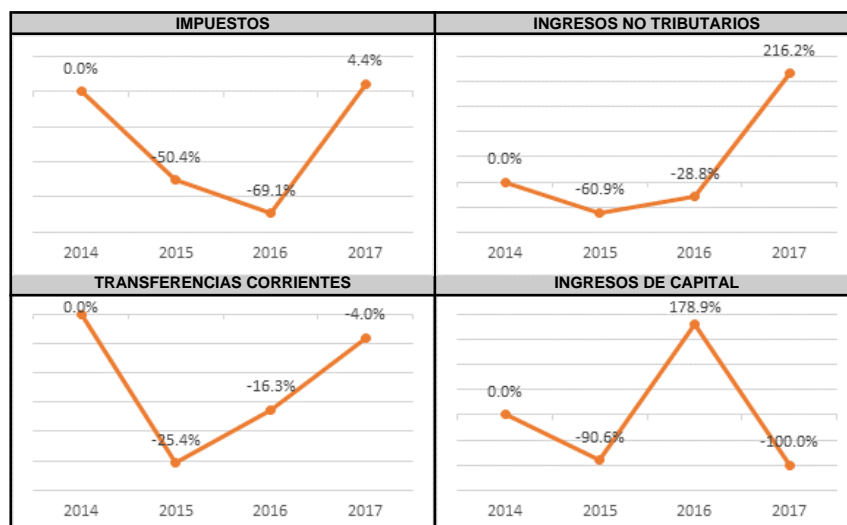 IMPUESTOS
0.0%
-50.4%
-69.1%
4.4%
2014 2015 2016 2017
INGRESOS NO TRIBUTARIOS
0.0%
-60.9%
-28.8%
216.2%
2014 2015 2016 2017
TRANSFERENCIAS CORRIENTES
0.0%
-25.4%
-16.3%
-4.0%
2014 2015 2016 2017
INGRESOS DE CAPITAL
0.0%
-90.6%
178.9%
-100.0%
2014 2015 2016 2017